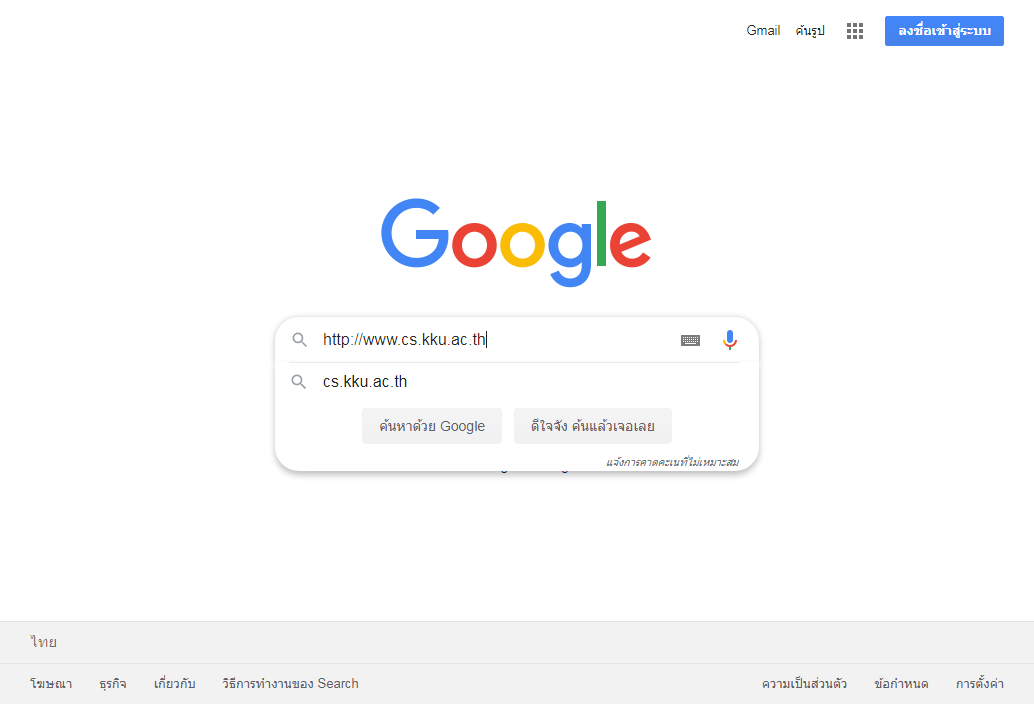 Gmail ค้นรูป ลงชื่อเข้าสู่ระบบ
Google
http://www.cs.kku.ac.th
cs.kku.ac.th
ค้นหาด้วย Google ดีใจจัง ค้นแล้วเจอเลย
แจ้งการคาดคะเนที่ไม่เหมาะสม
ไทย
โฆษณา ธุรกิจ เกี่ยวกับ วิธีการทำงานของ Search ความเป็นส่วนตัว ข้อกำหนด การตั้งค่า